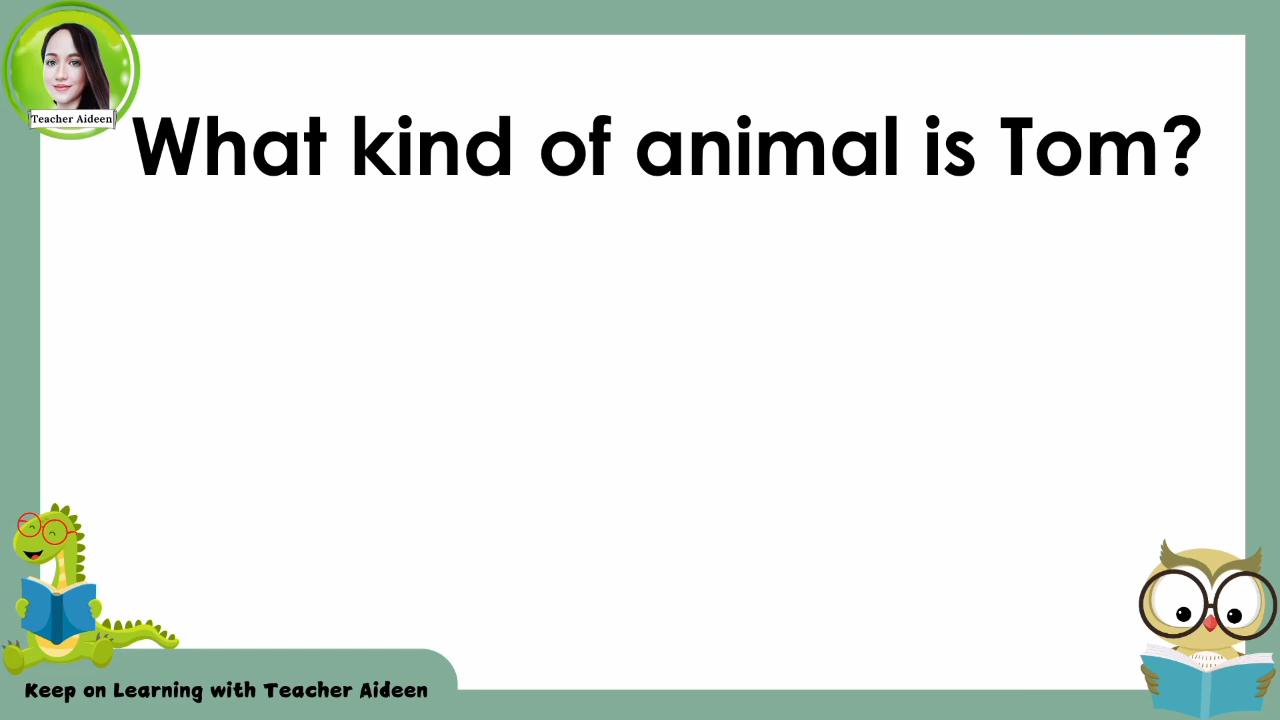 Teacher Aideen
What kind of animal is Tom?
Keep on Learning with Teacher Aideen